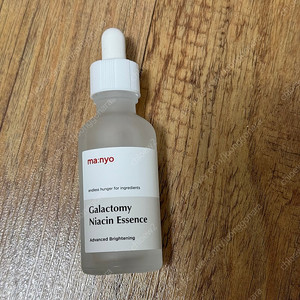 ma:nyo
endless hunger for ingredients
Galactomy
Niacin Essence
Advanced Brightening